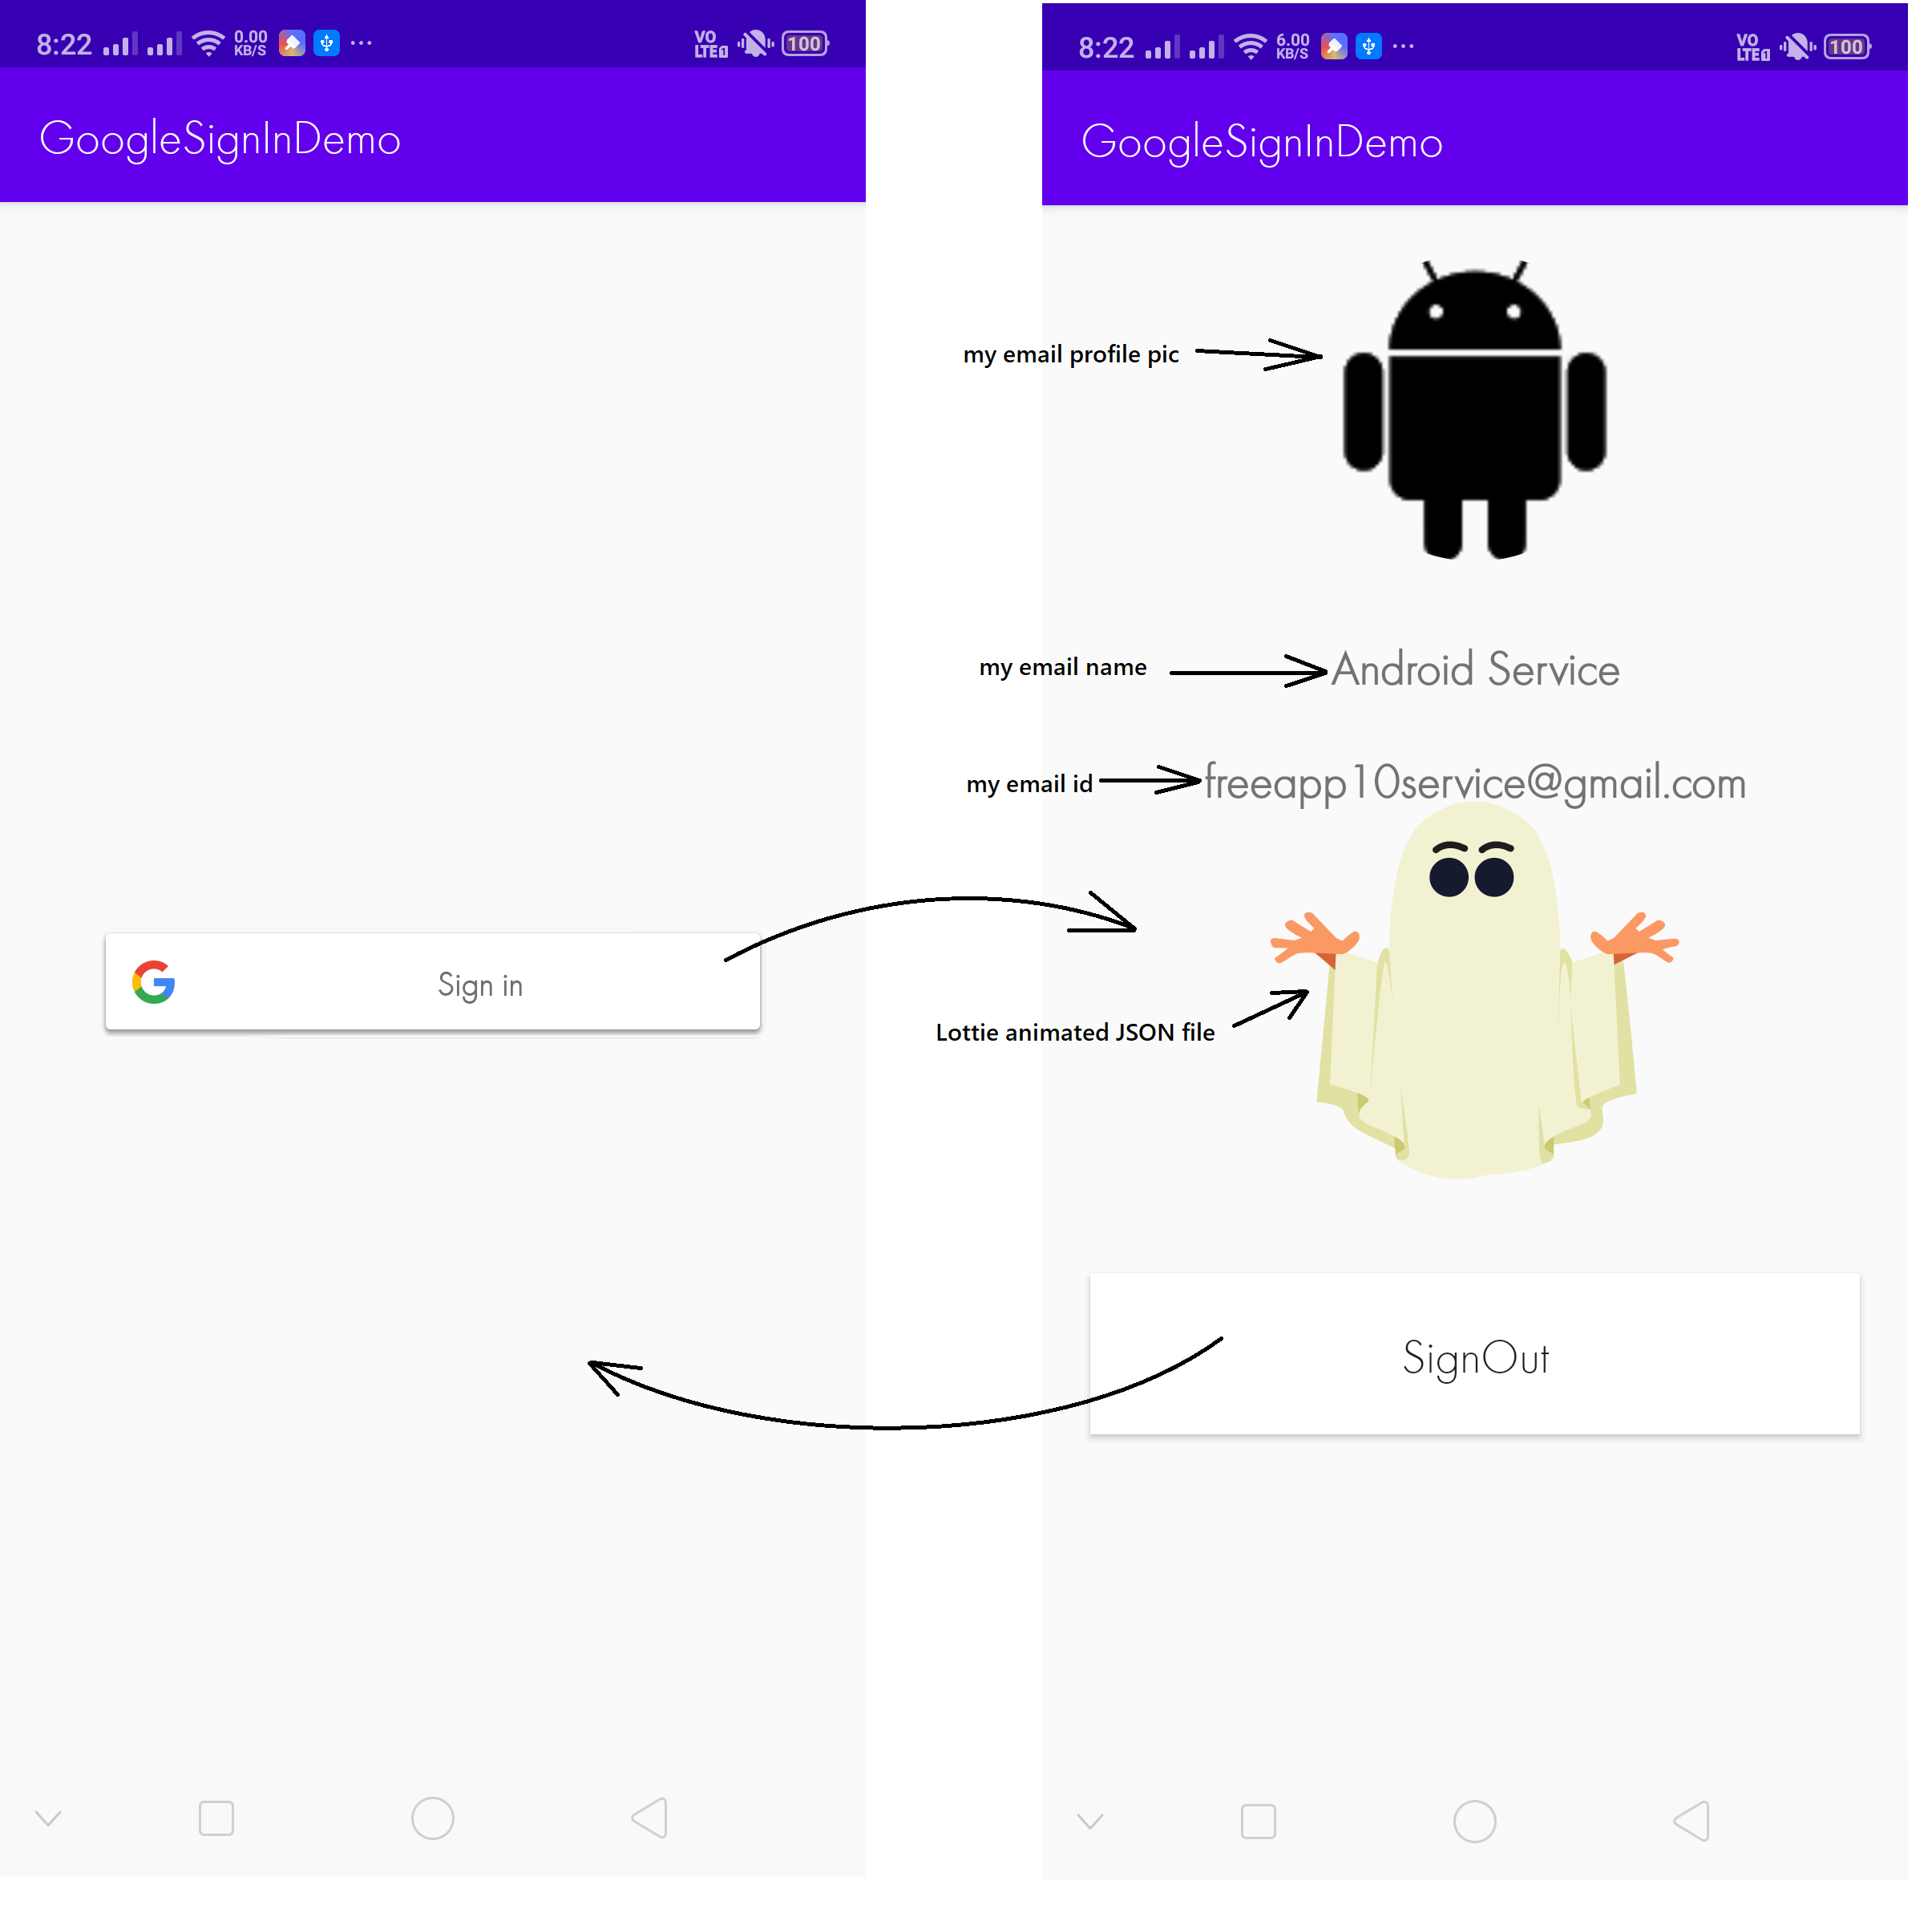 8:22 0.00 KB/S VO LTE1 100
GoogleSignInDemo
Sign in
8:22 6.00 KB/S VO LTE1 100
GoogleSignInDemo
my email profile pic
my email name Android Service
my email id freeapp10service@gmail.com
Lottie animated JSON file
SignOut